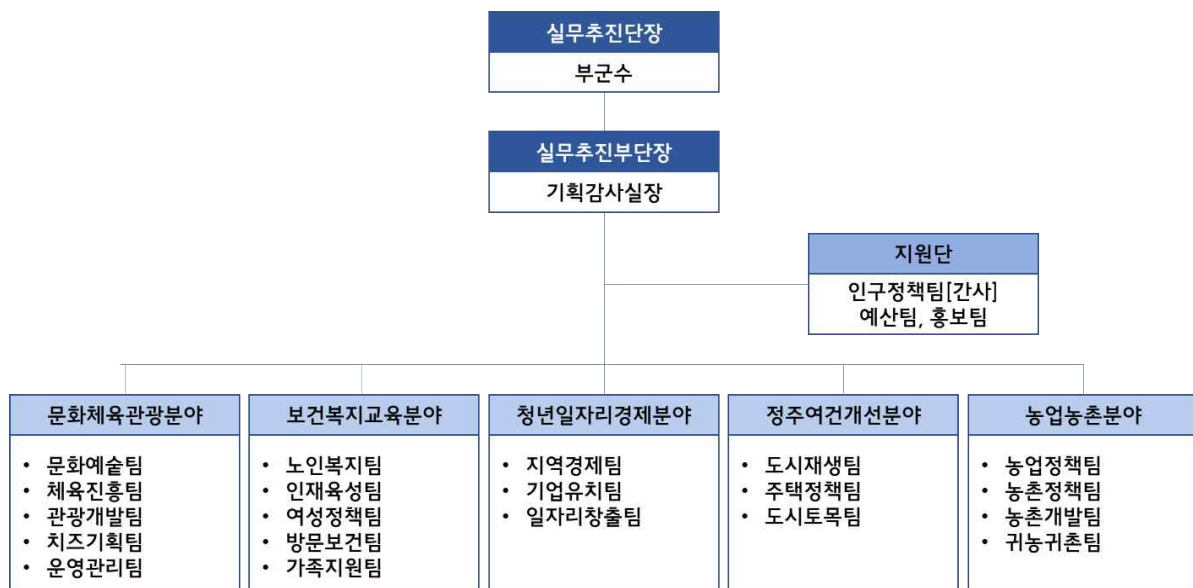 실무추진단장
부군수
실무추진부단장
기획감사실장
지원단
인구정책팀[간사]
예산팀, 홍보팀
문화체육관광분야
• 문화예술팀
• 체육진흥팀
• 관광개발팀
• 치즈기획팀
• 운영관리팀
보건복지교육분야
• 노인복지팀
• 인재육성팀
• 여성정책팀
• 방문보건팀
• 가족지원팀
청년일자리경제분야
• 지역경제팀
• 기업유치팀
• 일자리창출팀
정주여건개선분야
• 도시재생팀
• 주택정책팀
• 도시토목팀
농업농촌분야
• 농업정책팀
• 농촌정책팀
• 농촌개발팀
• 귀농귀촌팀